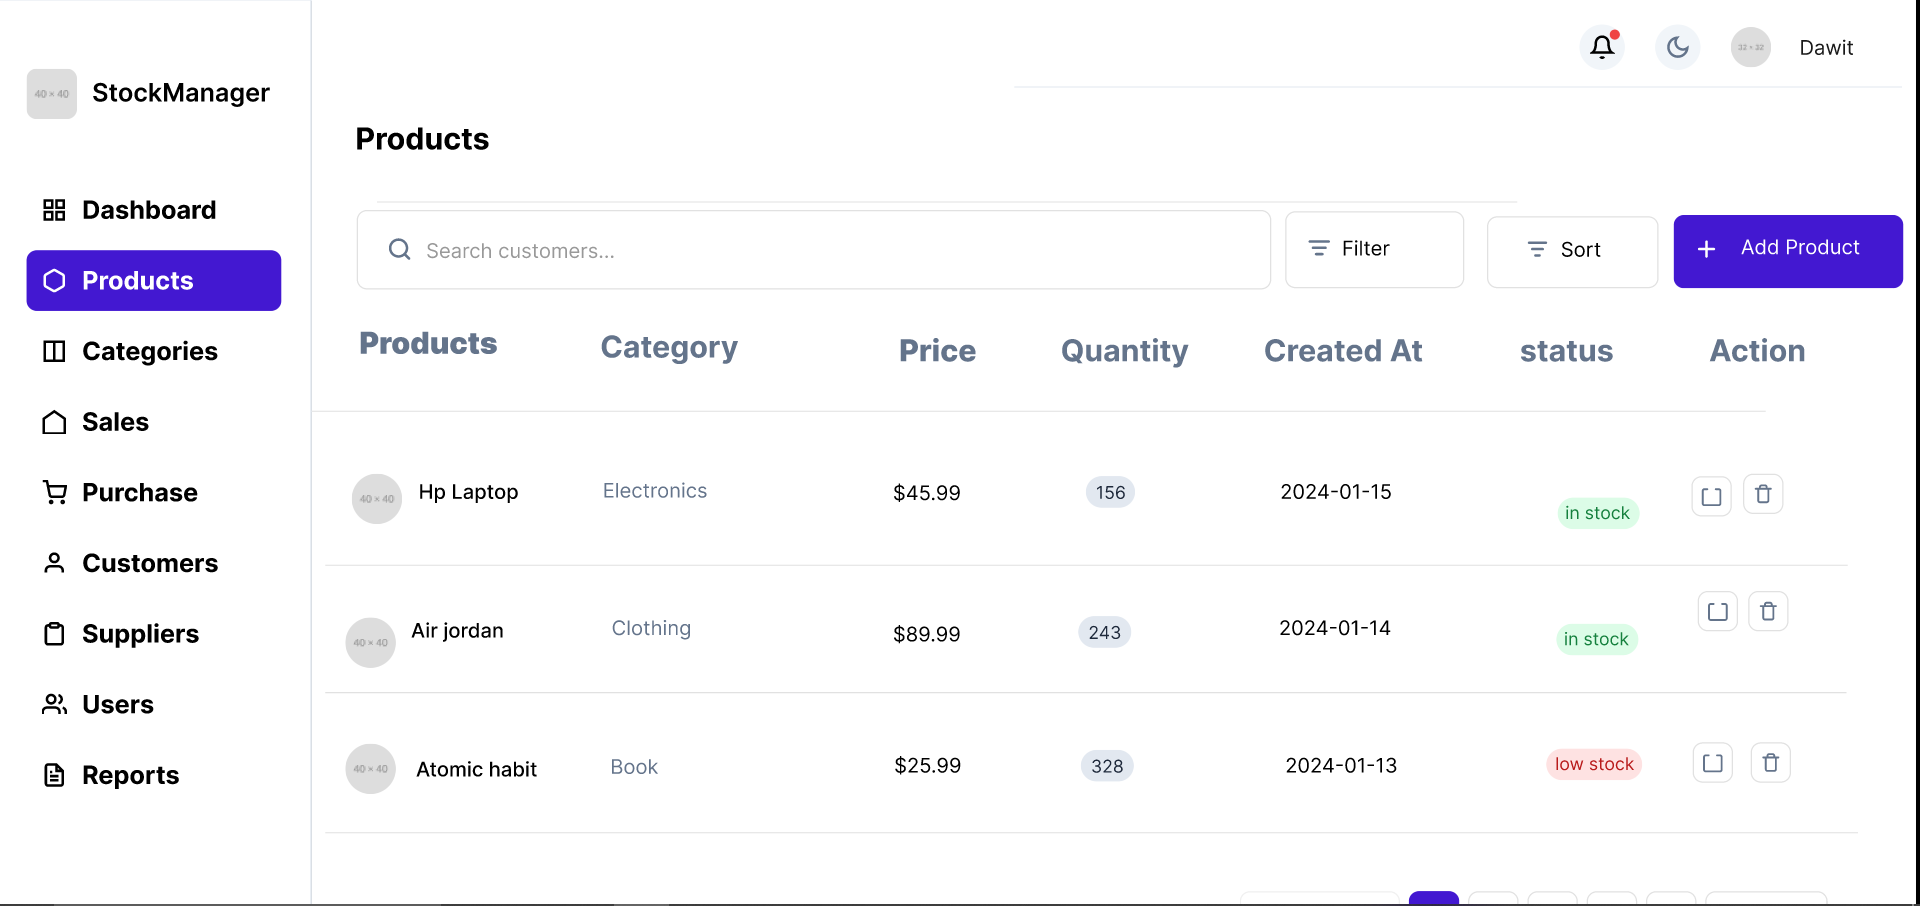 32 × 32
Dawit
40 × 40
StockManager
Products
Dashboard
Products
Categories
Sales
Purchase
Customers
Suppliers
Users
Reports
Search customers...
Filter
Sort
Add Product
Products Category Price Quantity Created At status Action
40 × 40 Hp Laptop Electronics $45.99 156 2024-01-15 in stock
40 × 40 Air jordan Clothing $89.99 243 2024-01-14 in stock
40 × 40 Atomic habit Book $25.99 328 2024-01-13 low stock